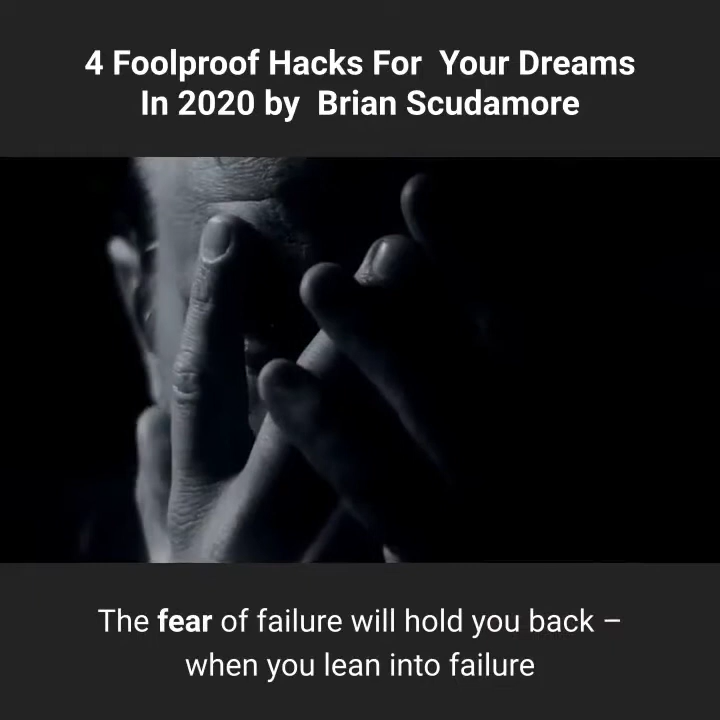 4 Foolproof Hacks For  Your Dreams
In 2020 by  Brian Scudamore
The fear of failure will hold you back –
when you lean into failure